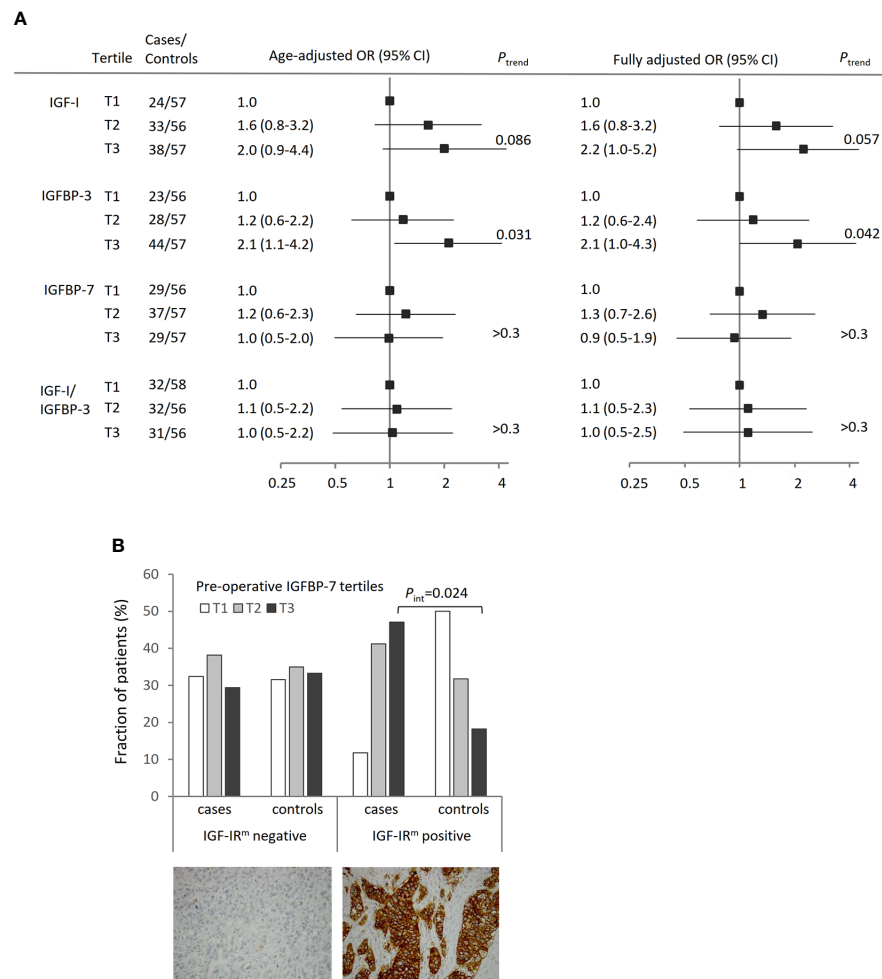 A
Tertile Cases/ Controls Age-adjusted OR (95% CI) Ptrend Fully adjusted OR (95% CI) Ptrend
IGF-I T1 24/57 1.0 1.0
T2 33/56 1.6 (0.8-3.2) 1.6 (0.8-3.2)
T3 38/57 2.0 (0.9-4.4) 0.086 2.2 (1.0-5.2) 0.057
IGFBP-3 T1 23/56 1.0 1.0
T2 28/57 1.2 (0.6-2.2) 1.2 (0.6-2.4)
T3 44/57 2.1 (1.1-4.2) 0.031 2.1 (1.0-4.3) 0.042
IGFBP-7 T1 29/56 1.0 1.0
T2 37/57 1.2 (0.6-2.3) 1.3 (0.7-2.6)
T3 29/57 1.0 (0.5-2.0) >0.3 0.9 (0.5-1.9) >0.3
IGF-I/ IGFBP-3 T1 32/58 1.0 1.0
T2 32/56 1.1 (0.5-2.2) 1.1 (0.5-2.3)
T3 31/56 1.0 (0.5-2.2) >0.3 1.0 (0.5-2.5) >0.3
0.25 0.5 1 2 4 0.25 0.5 1 2 4
B
Fraction of patients (%)
60
50
40
30
20
10
0
Pre-operative IGFBP-7 tertiles
T1 T2 T3
Pint=0.024
cases controls cases controls
IGF-IRᵐ negative IGF-IRᵐ positive